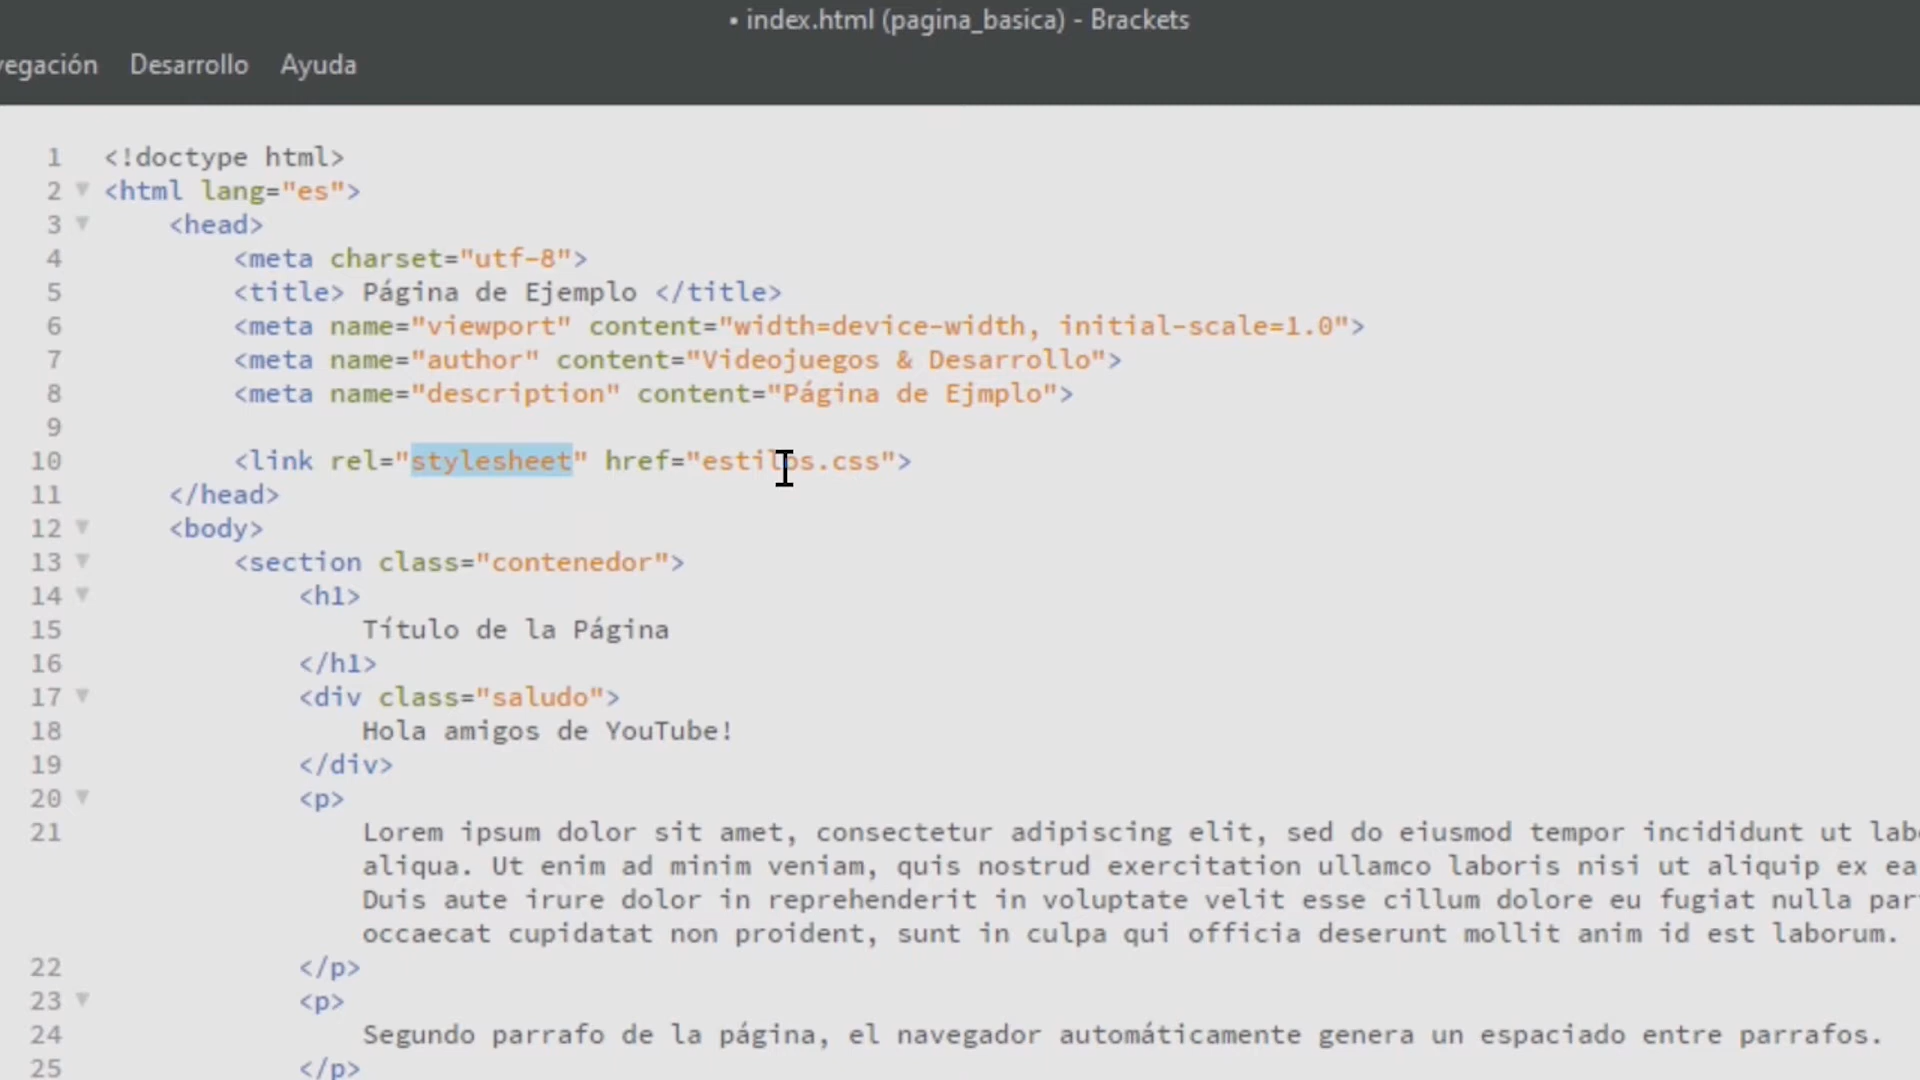 • index.html (pagina_basica) - Brackets
vegación Desarrollo Ayuda
1 <!doctype html>
2 <html lang="es">
3 <head>
4 <meta charset="utf-8">
5 <title> Página de Ejemplo </title>
6 <meta name="viewport" content="width=device-width, initial-scale=1.0">
7 <meta name="author" content="Videojuegos & Desarrollo">
8 <meta name="description" content="Página de Ejmplo">
9
10 <link rel="stylesheet" href="estilos.css">
11 </head>
12 <body>
13 <section class="contenedor">
14 <h1>
15 Título de la Página
16 </h1>
17 <div class="saludo">
18 Hola amigos de YouTube!
19 </div>
20 <p>
21 Lorem ipsum dolor sit amet, consectetur adipiscing elit, sed do eiusmod tempor incididunt ut lab
aliqua. Ut enim ad minim veniam, quis nostrud exercitation ullamco laboris nisi ut aliquip ex ea
Duis aute irure dolor in reprehenderit in voluptate velit esse cillum dolore eu fugiat nulla par
occaecat cupidatat non proident, sunt in culpa qui officia deserunt mollit anim id est laborum.
22 </p>
23 <p>
24 Segundo parrafo de la página, el navegador automáticamente genera un espaciado entre parrafos.
25 </p>